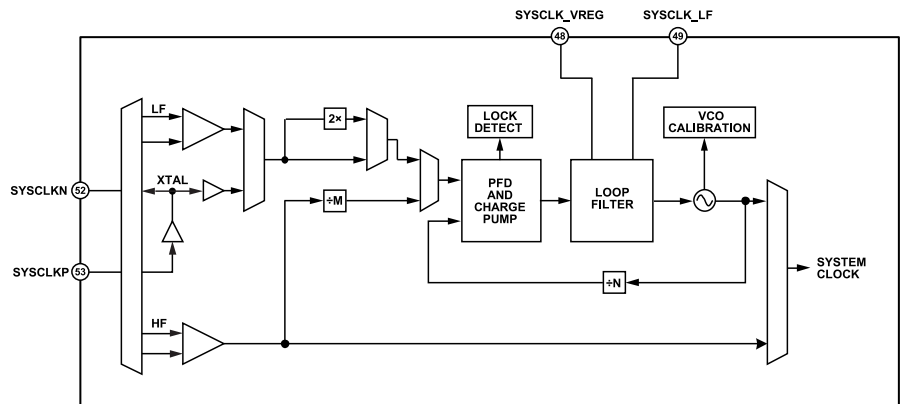 SYSCLK_VREG
SYSCLK_LF
48
49
LF
2×
LOCK
DETECT
VCO
CALIBRATION
XTAL
SYSCLKN
52
PFD
AND
CHARGE
PUMP
LOOP
FILTER
÷M
SYSCLKP
53
÷N
SYSTEM
CLOCK
HF